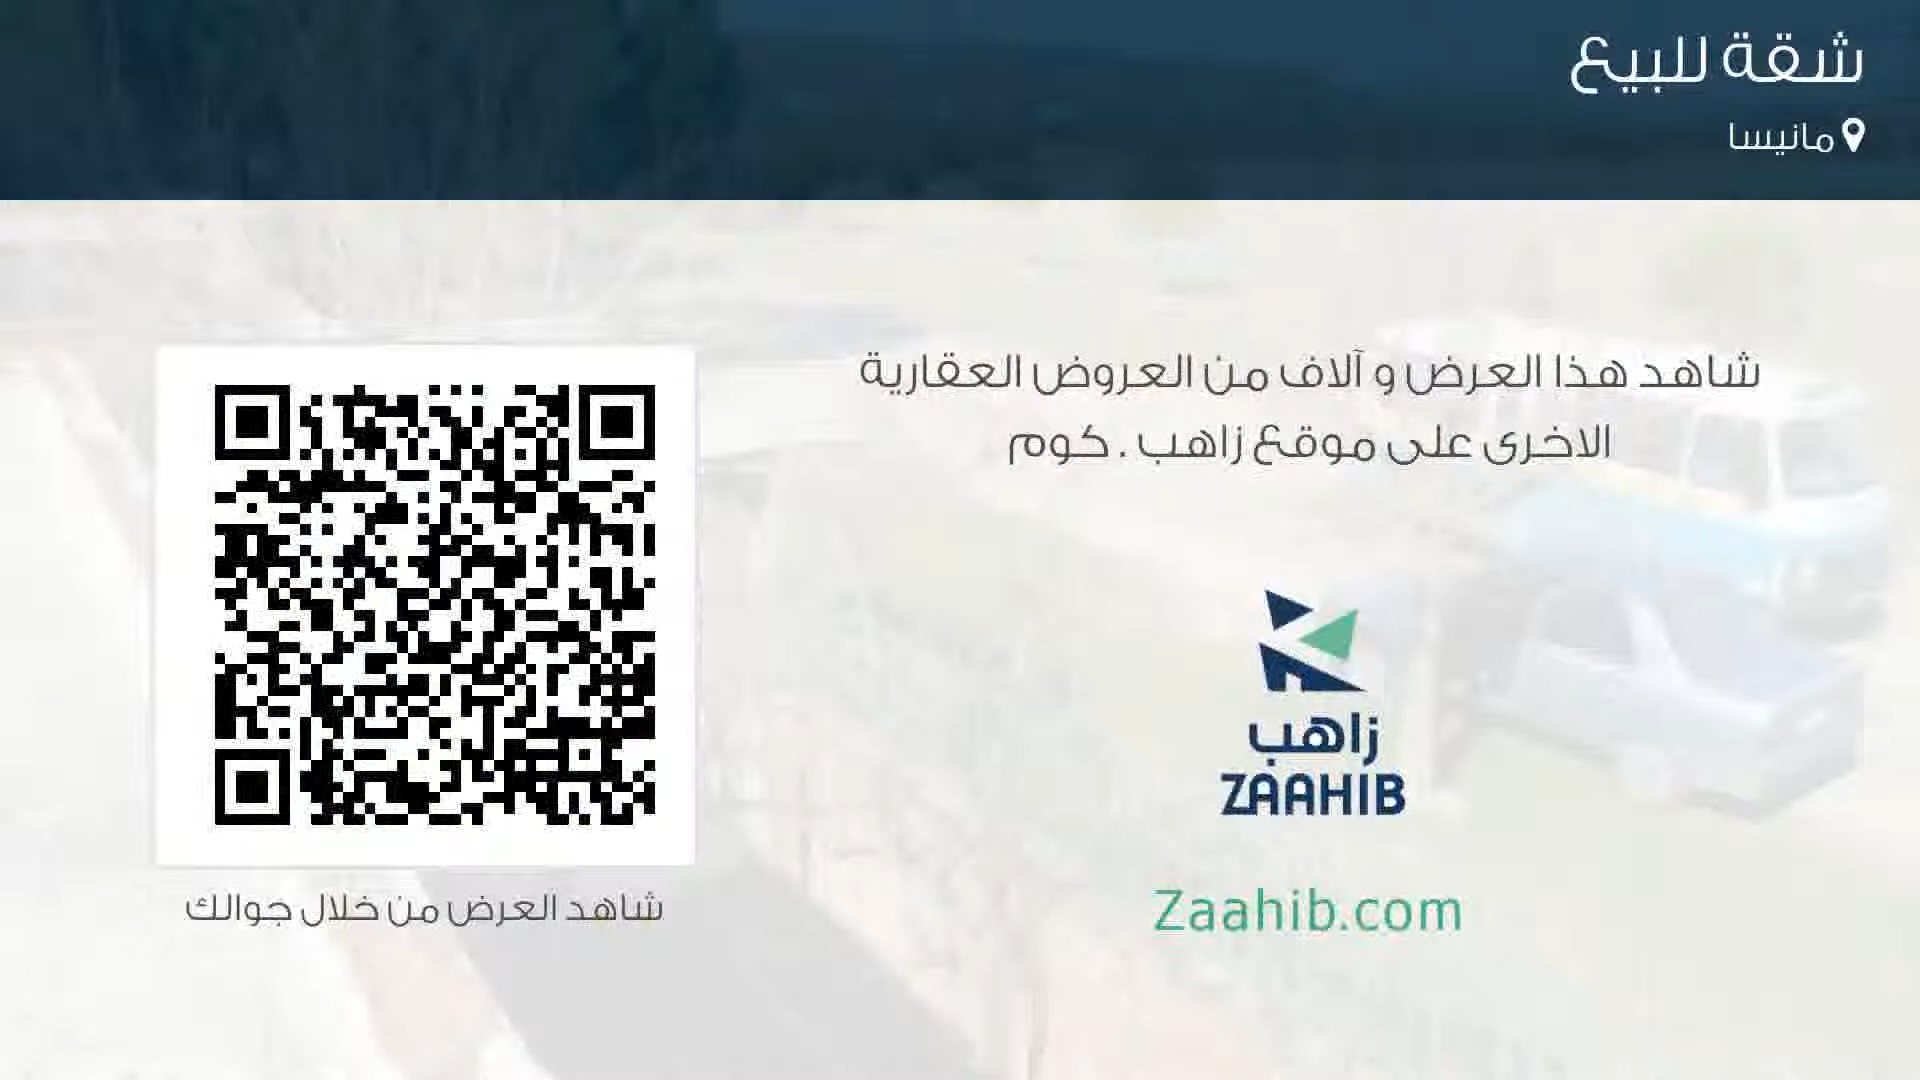 شقة للبيع
مانيسا
شاهد هذا العرض و آلاف من العروض العقارية
الاخرى على موقع زاهب . كوم
زاهب
ZAAHIB
Zaahib.com
شاهد العرض من خلال جوالك